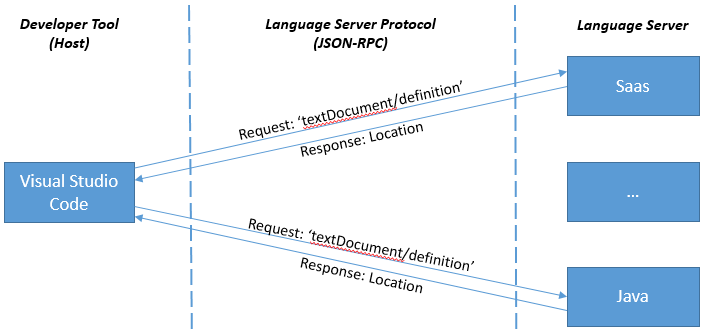 Developer Tool
(Host)
Language Server Protocol
(JSON-RPC)
Language Server
Request: ‘textDocument/definition’
Response: Location
Saas
Visual Studio
Code
...
Request: ‘textDocument/definition’
Response: Location
Java